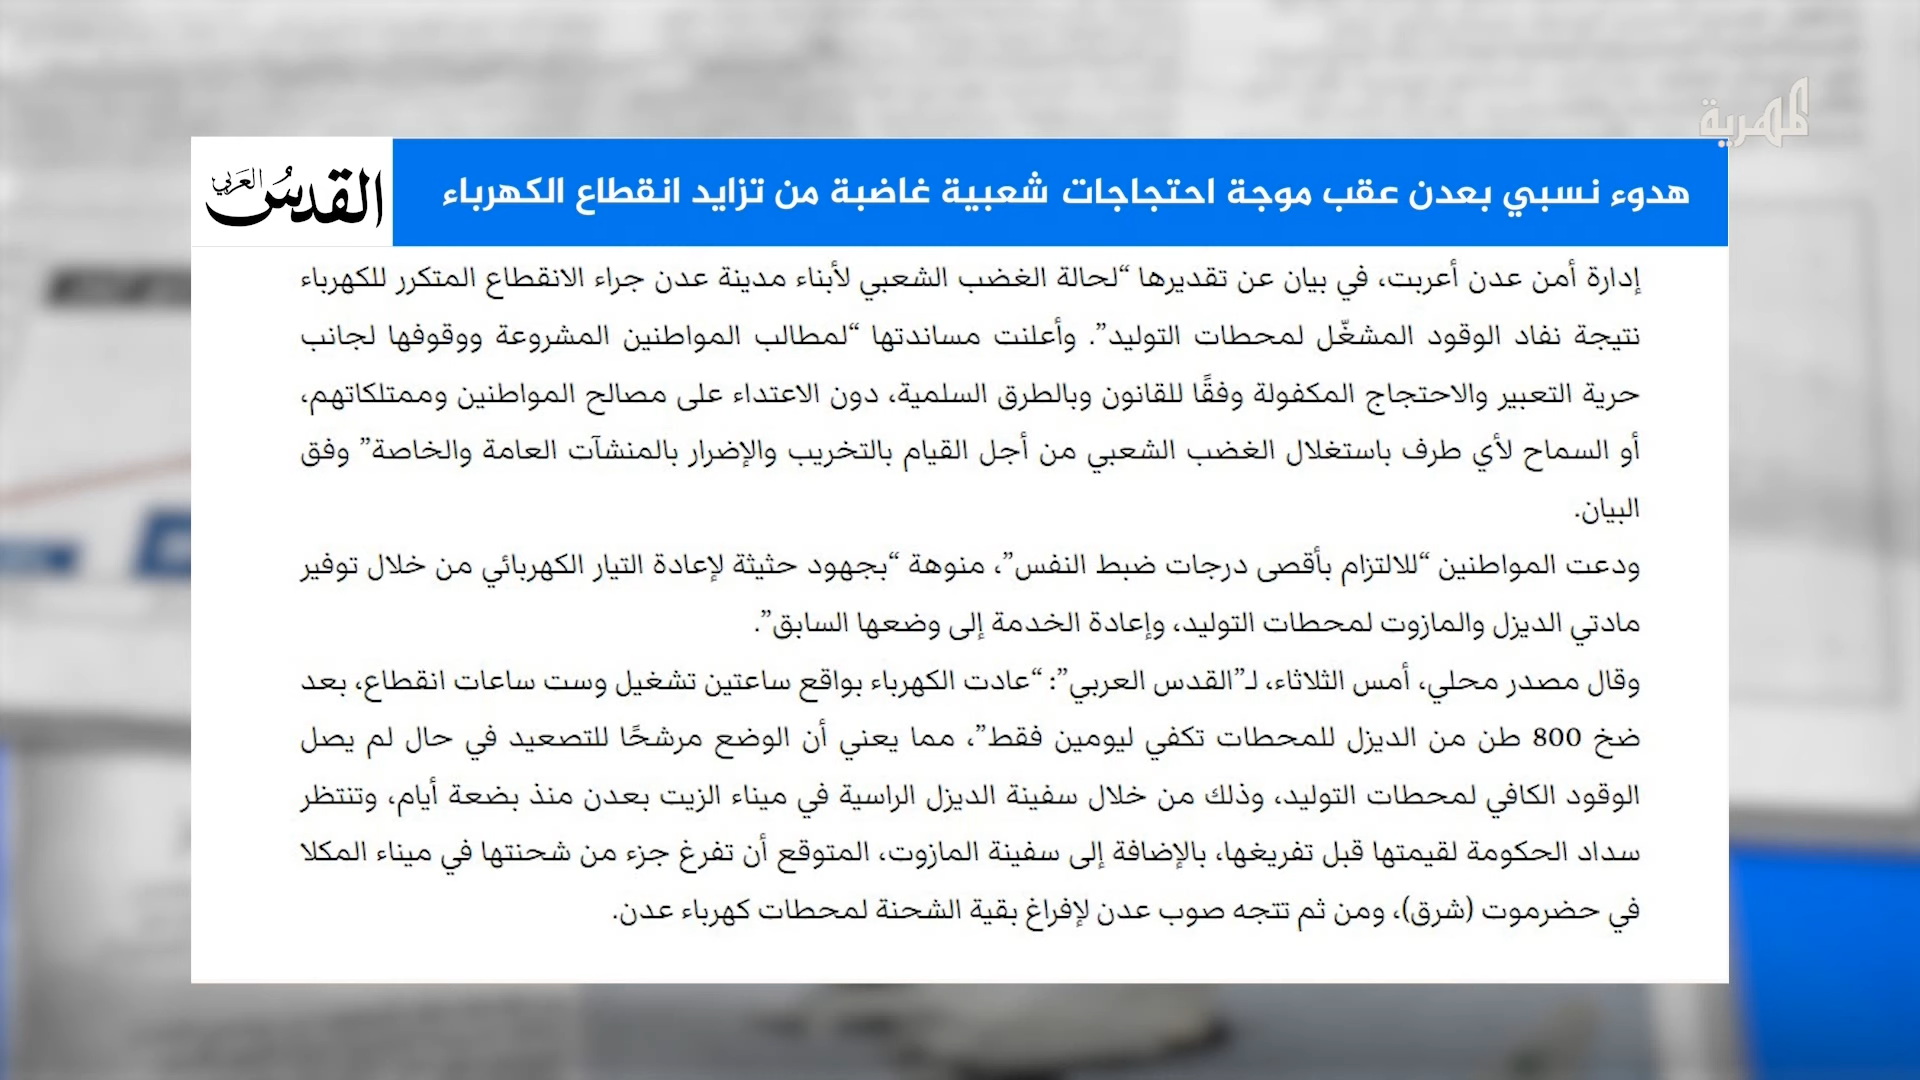 المهرية
القدس العربي
هدوء نسبي بعدن عقب موجة احتجاجات شعبية غاضبة من تزايد انقطاع الكهرباء
إدارة أمن عدن أعربت، في بيان عن تقديرها “لحالة الغضب الشعبي لأبناء مدينة عدن جراء الانقطاع المتكرر للكهرباء
نتيجة نفاد الوقود المشغّل لمحطات التوليد”. وأعلنت مساندتها “لمطالب المواطنين المشروعة ووقوفها لجانب
حرية التعبير والاحتجاج المكفولة وفقًا للقانون وبالطرق السلمية، دون الاعتداء على مصالح المواطنين وممتلكاتهم،
أو السماح لأي طرف باستغلال الغضب الشعبي من أجل القيام بالتخريب والإضرار بالمنشآت العامة والخاصة” وفق
البيان.
ودعت المواطنين “للالتزام بأقصى درجات ضبط النفس”، منوهة “بجهود حثيثة لإعادة التيار الكهربائي من خلال توفير
مادتي الديزل والمازوت لمحطات التوليد، وإعادة الخدمة إلى وضعها السابق”.
وقال مصدر محلي، أمس الثلاثاء، لـ”القدس العربي”: “عادت الكهرباء بواقع ساعتين تشغيل وست ساعات انقطاع، بعد
ضخ 800 طن من الديزل للمحطات تكفي ليومين فقط”، مما يعني أن الوضع مرشحًا للتصعيد في حال لم يصل
الوقود الكافي لمحطات التوليد، وذلك من خلال سفينة الديزل الراسية في ميناء الزيت بعدن منذ بضعة أيام، وتنتظر
سداد الحكومة لقيمتها قبل تفريغها، بالإضافة إلى سفينة المازوت، المتوقع أن تفرغ جزء من شحنتها في ميناء المكلا
في حضرموت (شرق)، ومن ثم تتجه صوب عدن لإفراغ بقية الشحنة لمحطات كهرباء عدن.